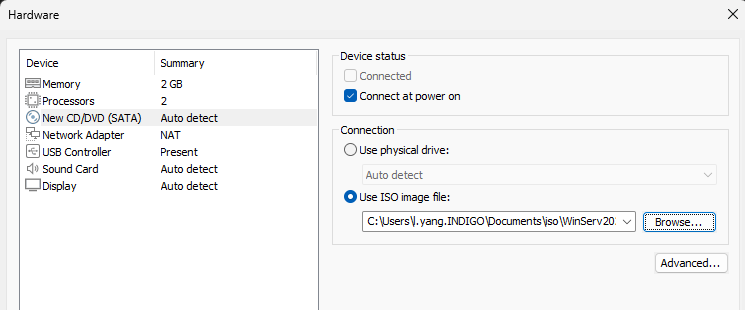 Hardware
Device Summary
Memory 2 GB
Processors 2
New CD/DVD (SATA) Auto detect
Network Adapter NAT
USB Controller Present
Sound Card Auto detect
Display Auto detect
Device status
Connected
Connect at power on
Connection
Use physical drive:
Auto detect
Use ISO image file:
C:\Users\l.yang.INDIGO\Documents\iso\WinServ20 Browse...
Advanced...